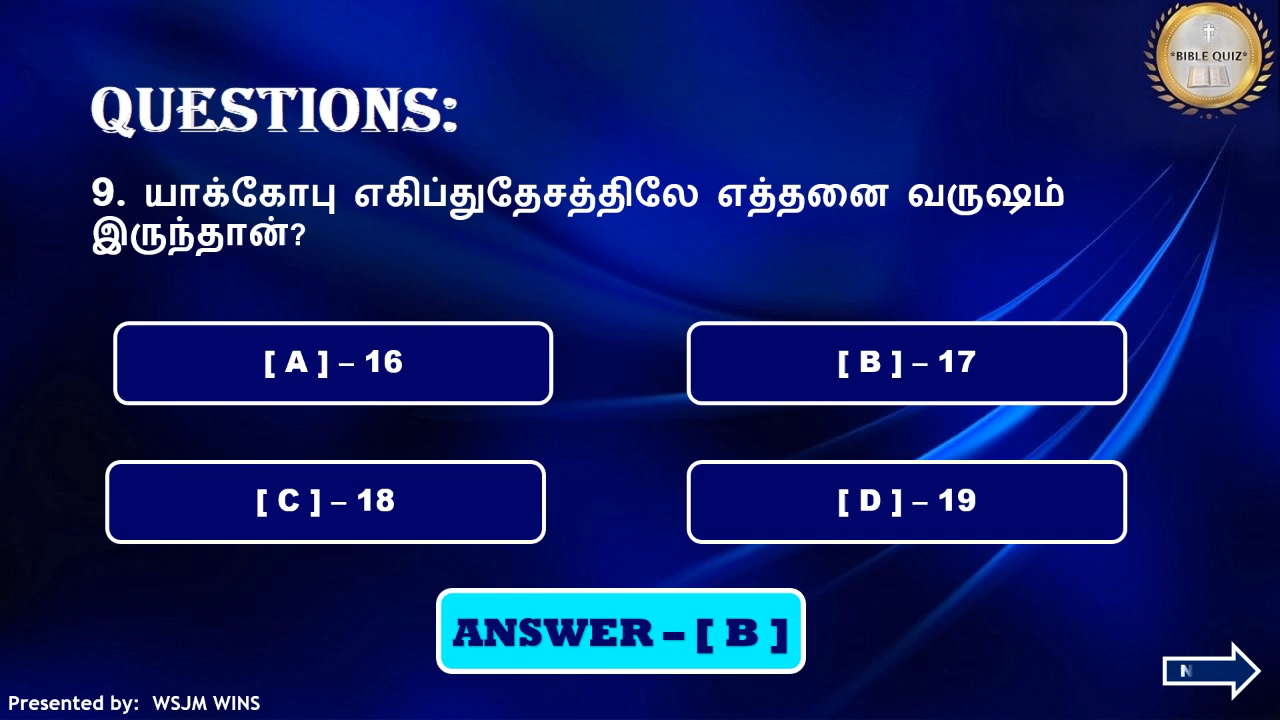 *BIBLE QUIZ*
QUESTIONS:
9. யாக்கோபு எகிப்துதேசத்திலே எத்தனை வருஷம்
இருந்தான்?
[ A ] – 16
[ B ] – 17
[ C ] – 18
[ D ] – 19
ANSWER – [ B ]
N
Presented by: WSJM WINS